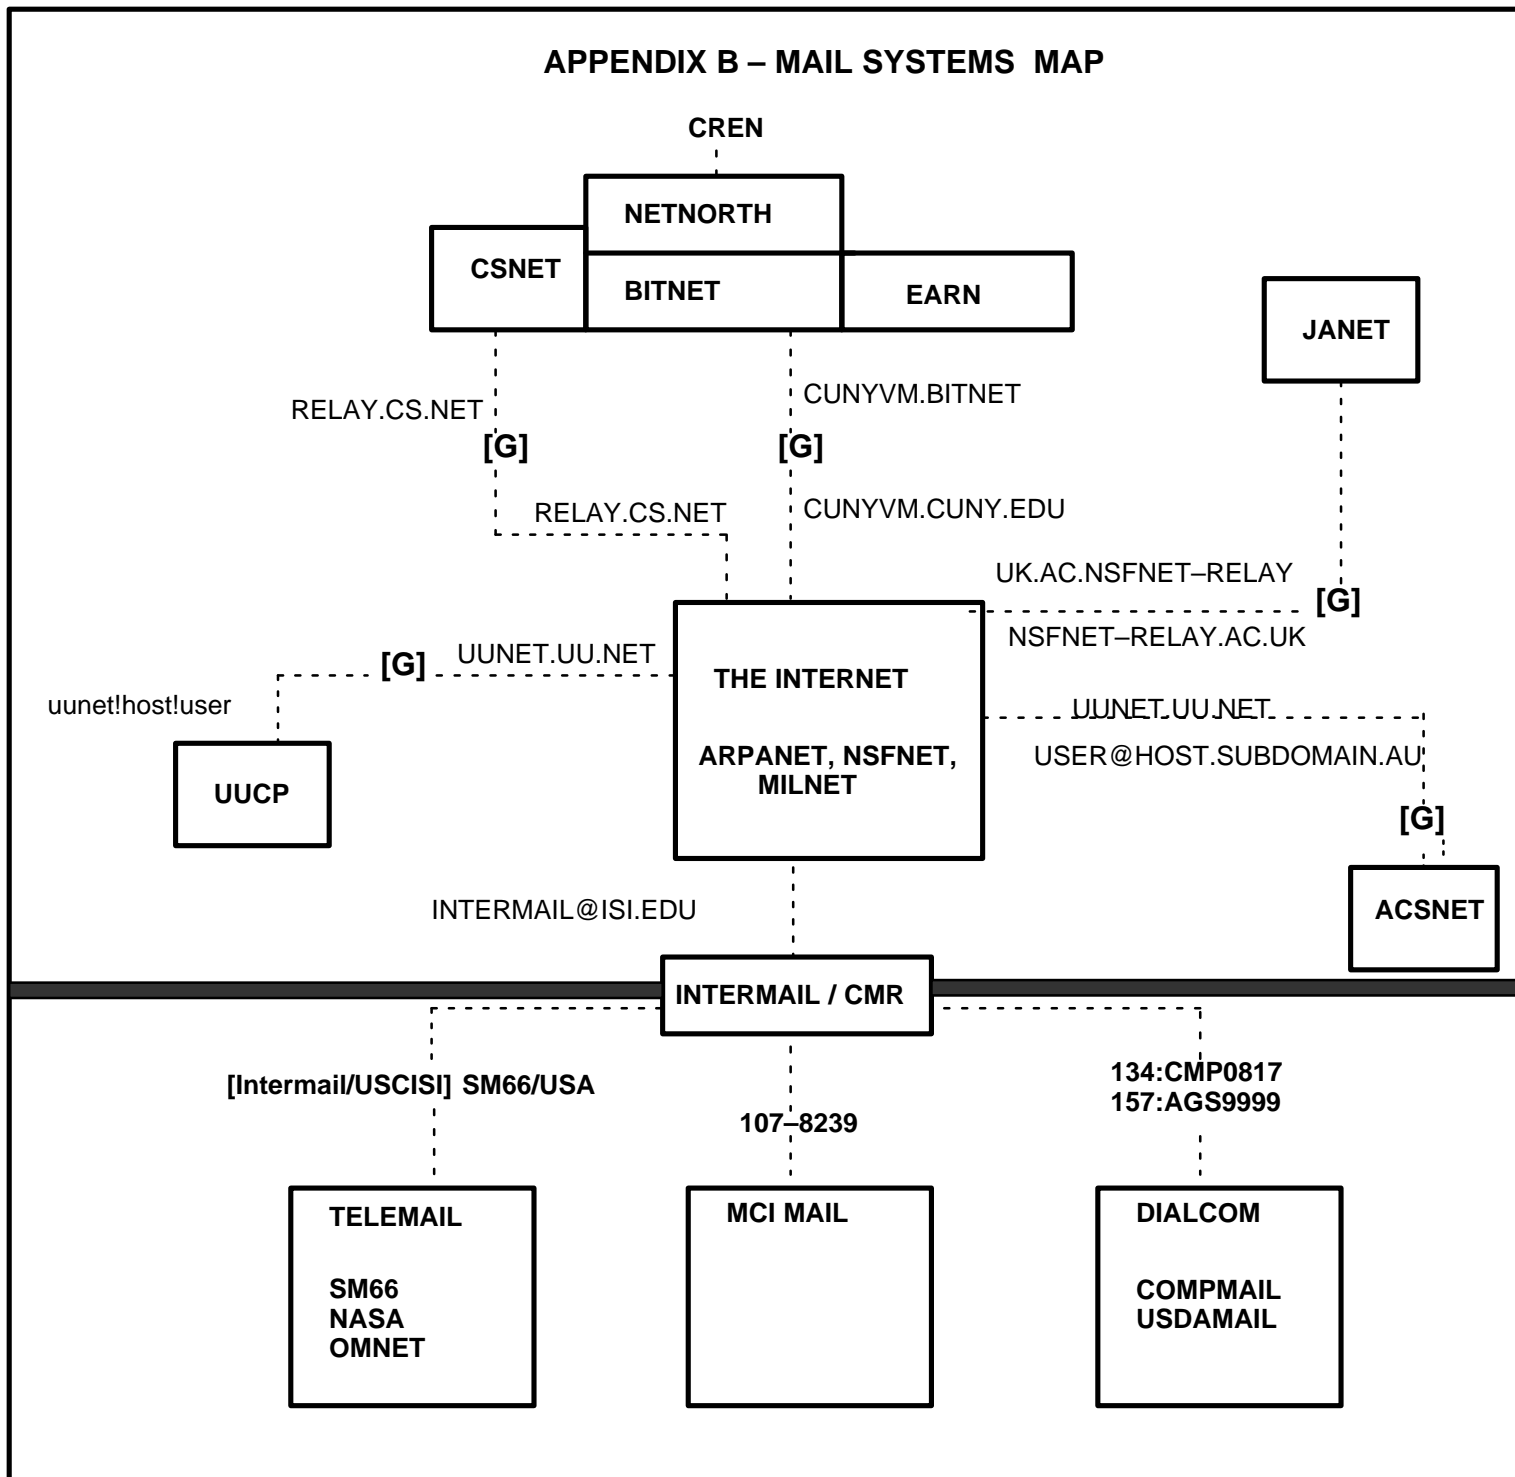 APPENDIX B – MAIL SYSTEMS MAP
CREN
NETNORTH
CSNET
BITNET
EARN
JANET
RELAY.CS.NET
CUNYVM.BITNET
[G]
[G]
RELAY.CS.NET
CUNYVM.CUNY.EDU
UK.AC.NSFNET–RELAY
[G]
NSFNET–RELAY.AC.UK
[G]
UUNET.UU.NET
uunet!host!user
UUCP
THE INTERNET
ARPANET, NSFNET,
MILNET
UUNET.UU.NET
USER@HOST.SUBDOMAIN.AU
[G]
ACSNET
INTERMAIL@ISI.EDU
INTERMAIL / CMR
[Intermail/USCISI] SM66/USA
107–8239
134:CMP0817
157:AGS9999
TELEMAIL
SM66
NASA
OMNET
MCI MAIL
DIALCOM
COMPMAIL
USDAMAIL